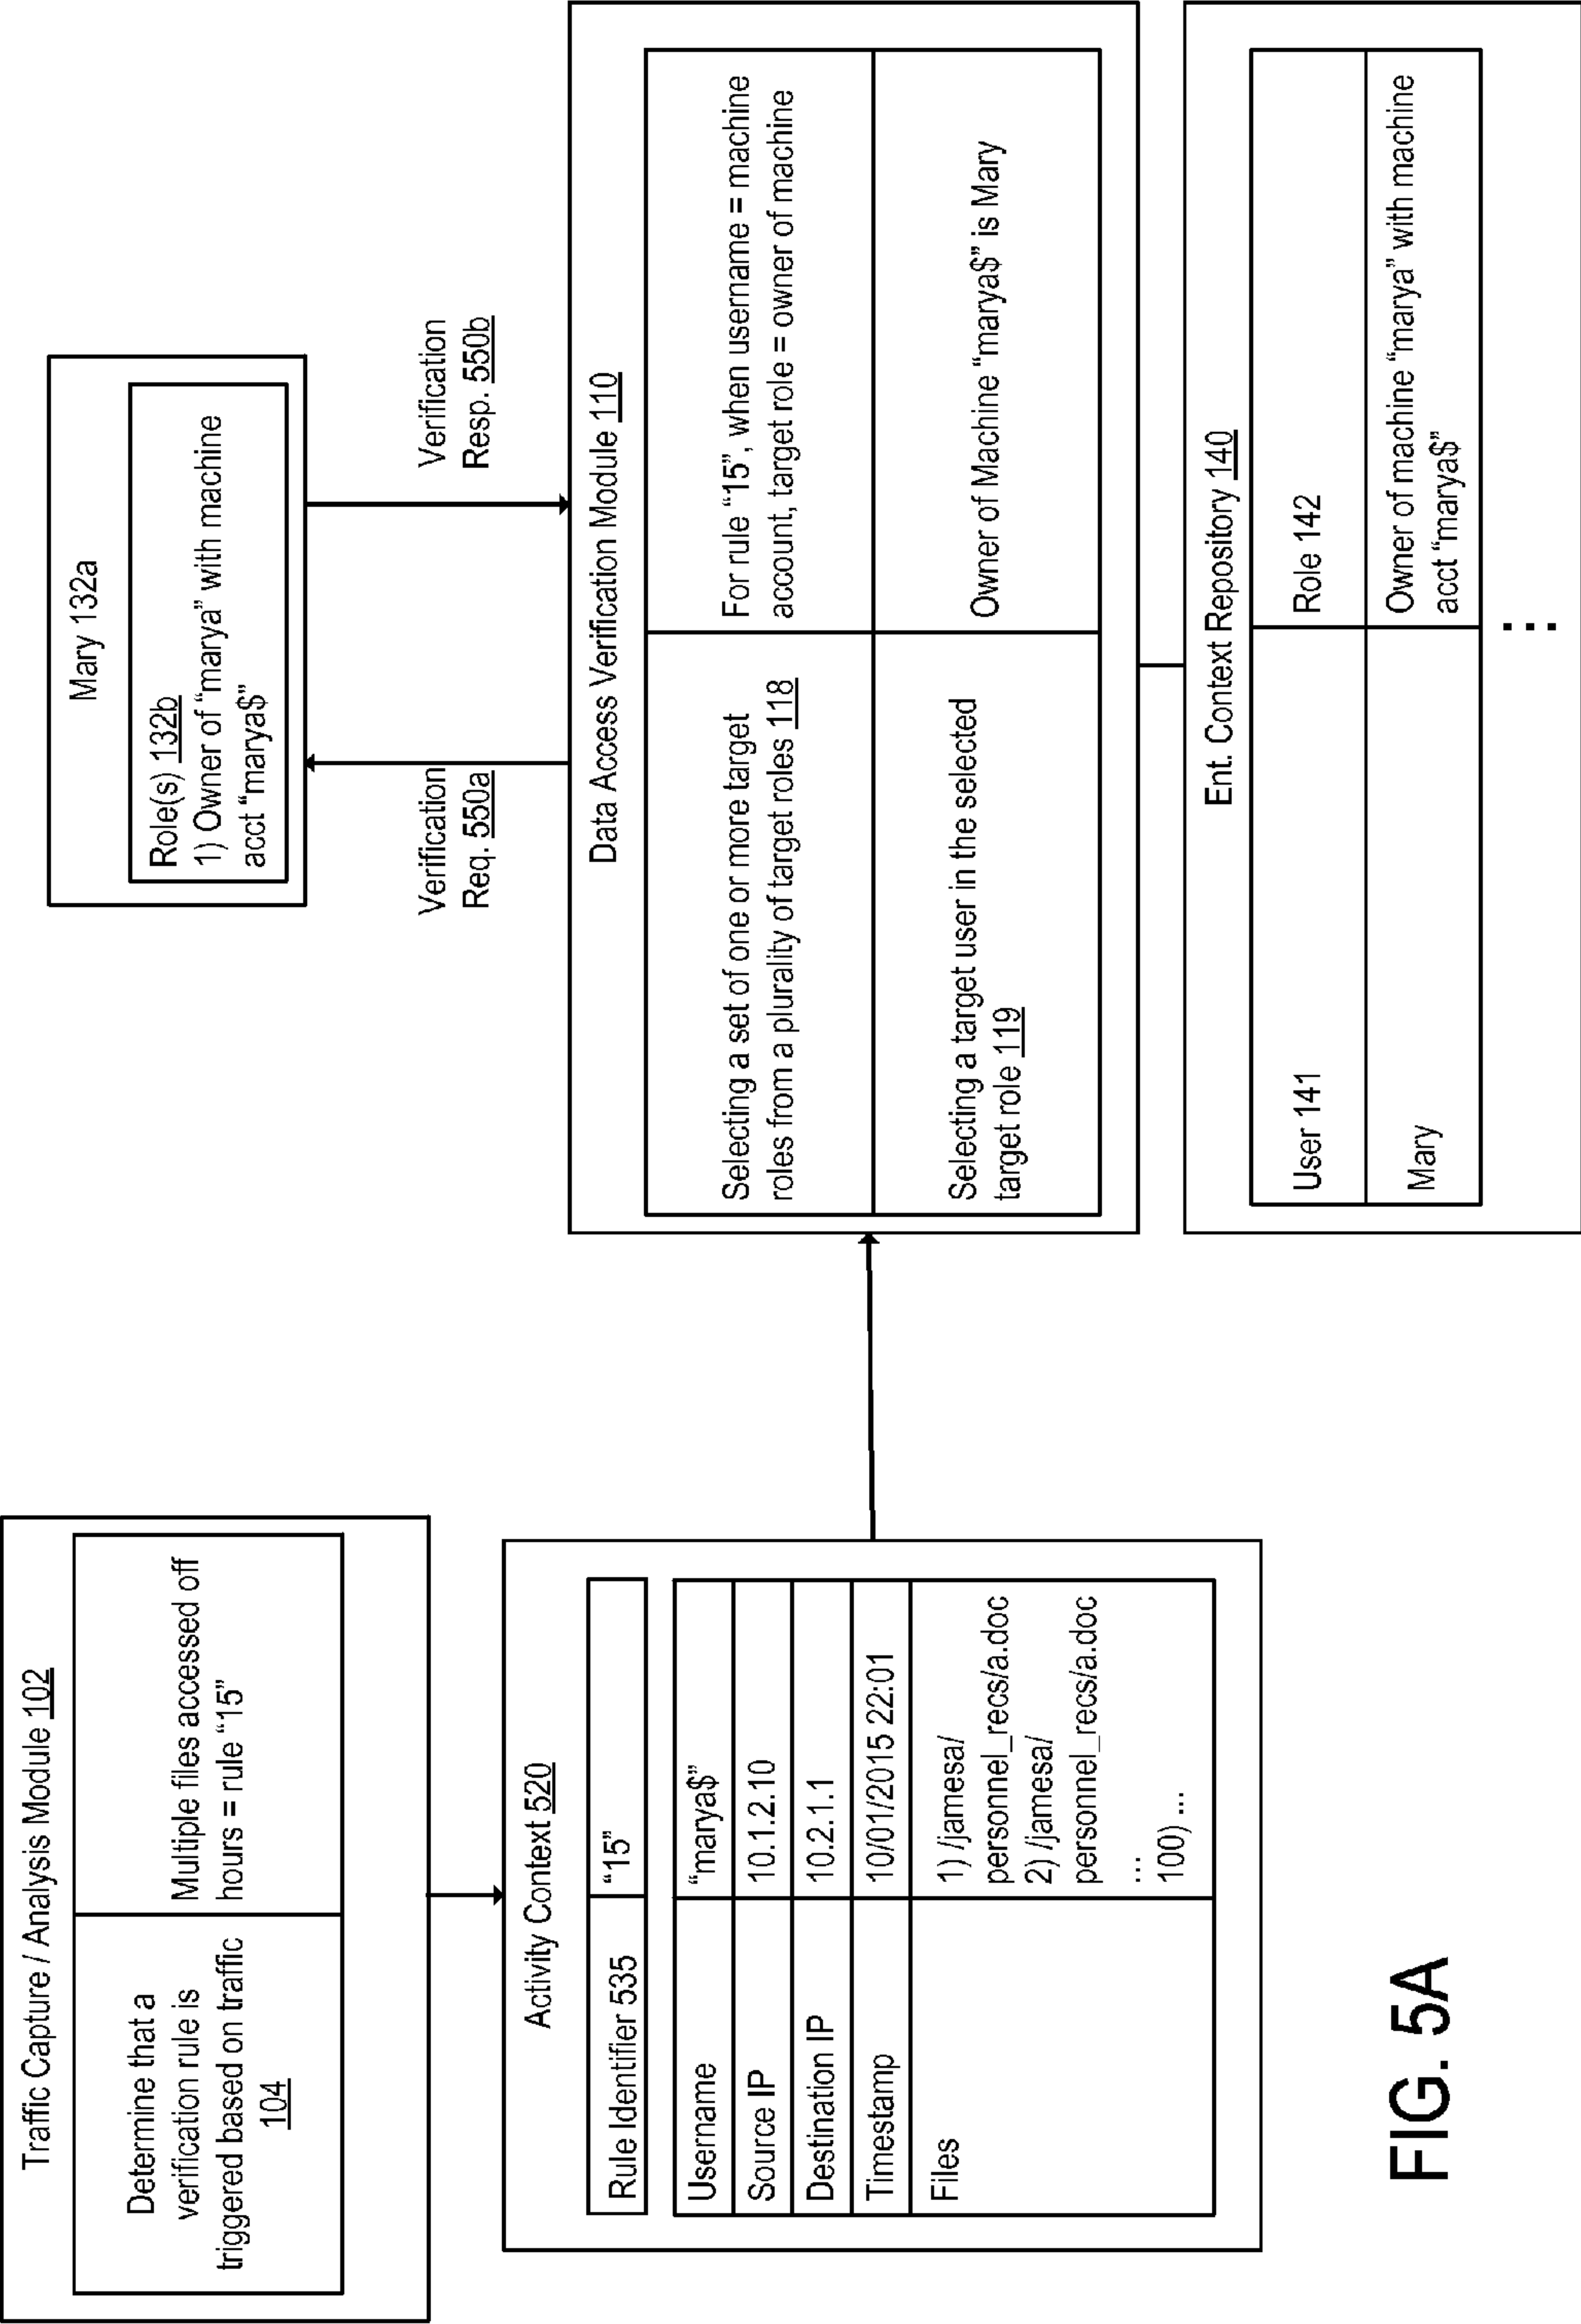 Traffic Capture / Analysis Module 102
Determine that a
verification rule is
triggered based on traffic
104
Multiple files accessed off
hours = rule “15”
Activity Context 520
Rule Identifier 535
“15”
Username
“marya$”
Source IP
10.1.2.10
Destination IP
10.2.1.1
Timestamp
10/01/2015 22:01
Files
1) /jamesa/
personnel_recs/a.doc
2) /jamesa/
personnel_recs/a.doc
...
100) ...
Mary 132a
Role(s) 132b
1) Owner of “marya” with machine
acct “marya$”
Verification
Req. 550a
Verification
Resp. 550b
Data Access Verification Module 110
Selecting a set of one or more target
roles from a plurality of target roles 118
For rule “15”, when username = machine
account, target role = owner of machine
Selecting a target user in the selected
target role 119
Owner of Machine “marya$” is Mary
Ent. Context Repository 140
User 141
Role 142
Mary
Owner of machine “marya” with machine
acct “marya$”
...
FIG. 5A